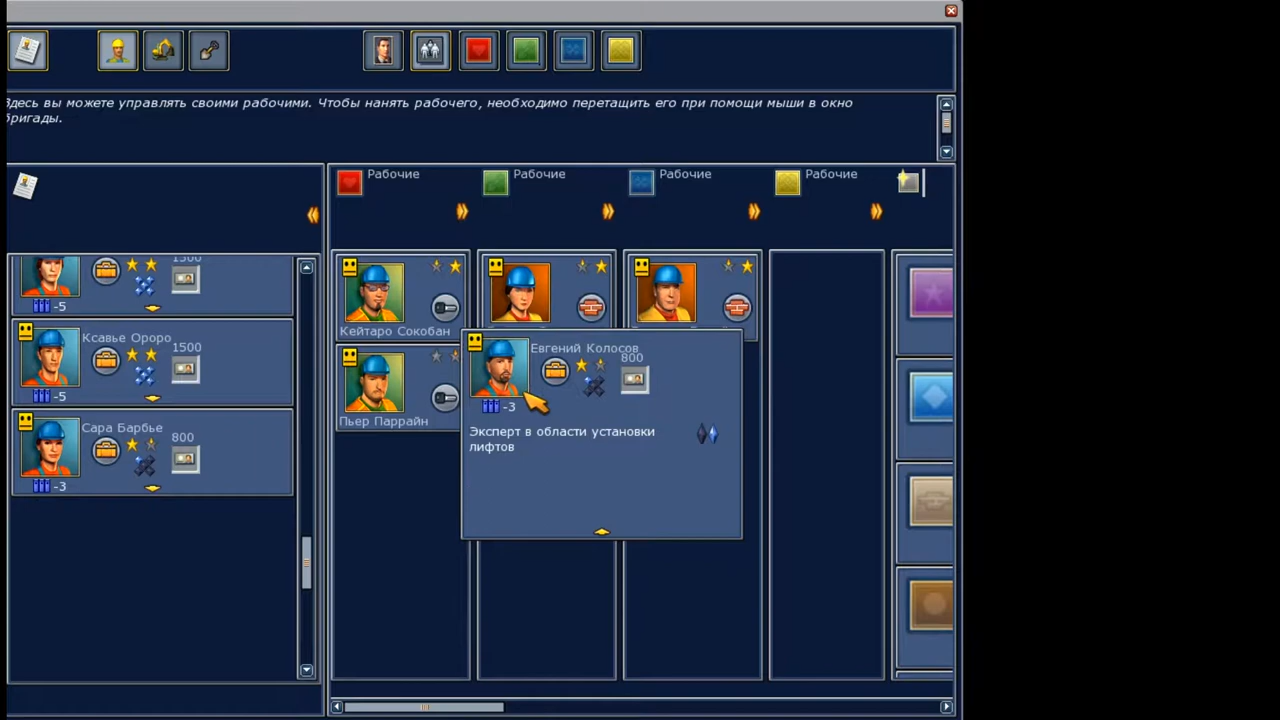 Здесь вы можете управлять своими рабочими. Чтобы нанять рабочего, необходимо перетащить его при помощи мыши в окно
бригады.
Рабочие
Рабочие
Рабочие
Рабочие
1500
-5
Ксавье Ороро
1500
-5
Сара Барбье
800
-3
Кейтаро Сокобан
Пьер Паррайн
Евгений Колосов
800
-3
Эксперт в области установки
лифтов